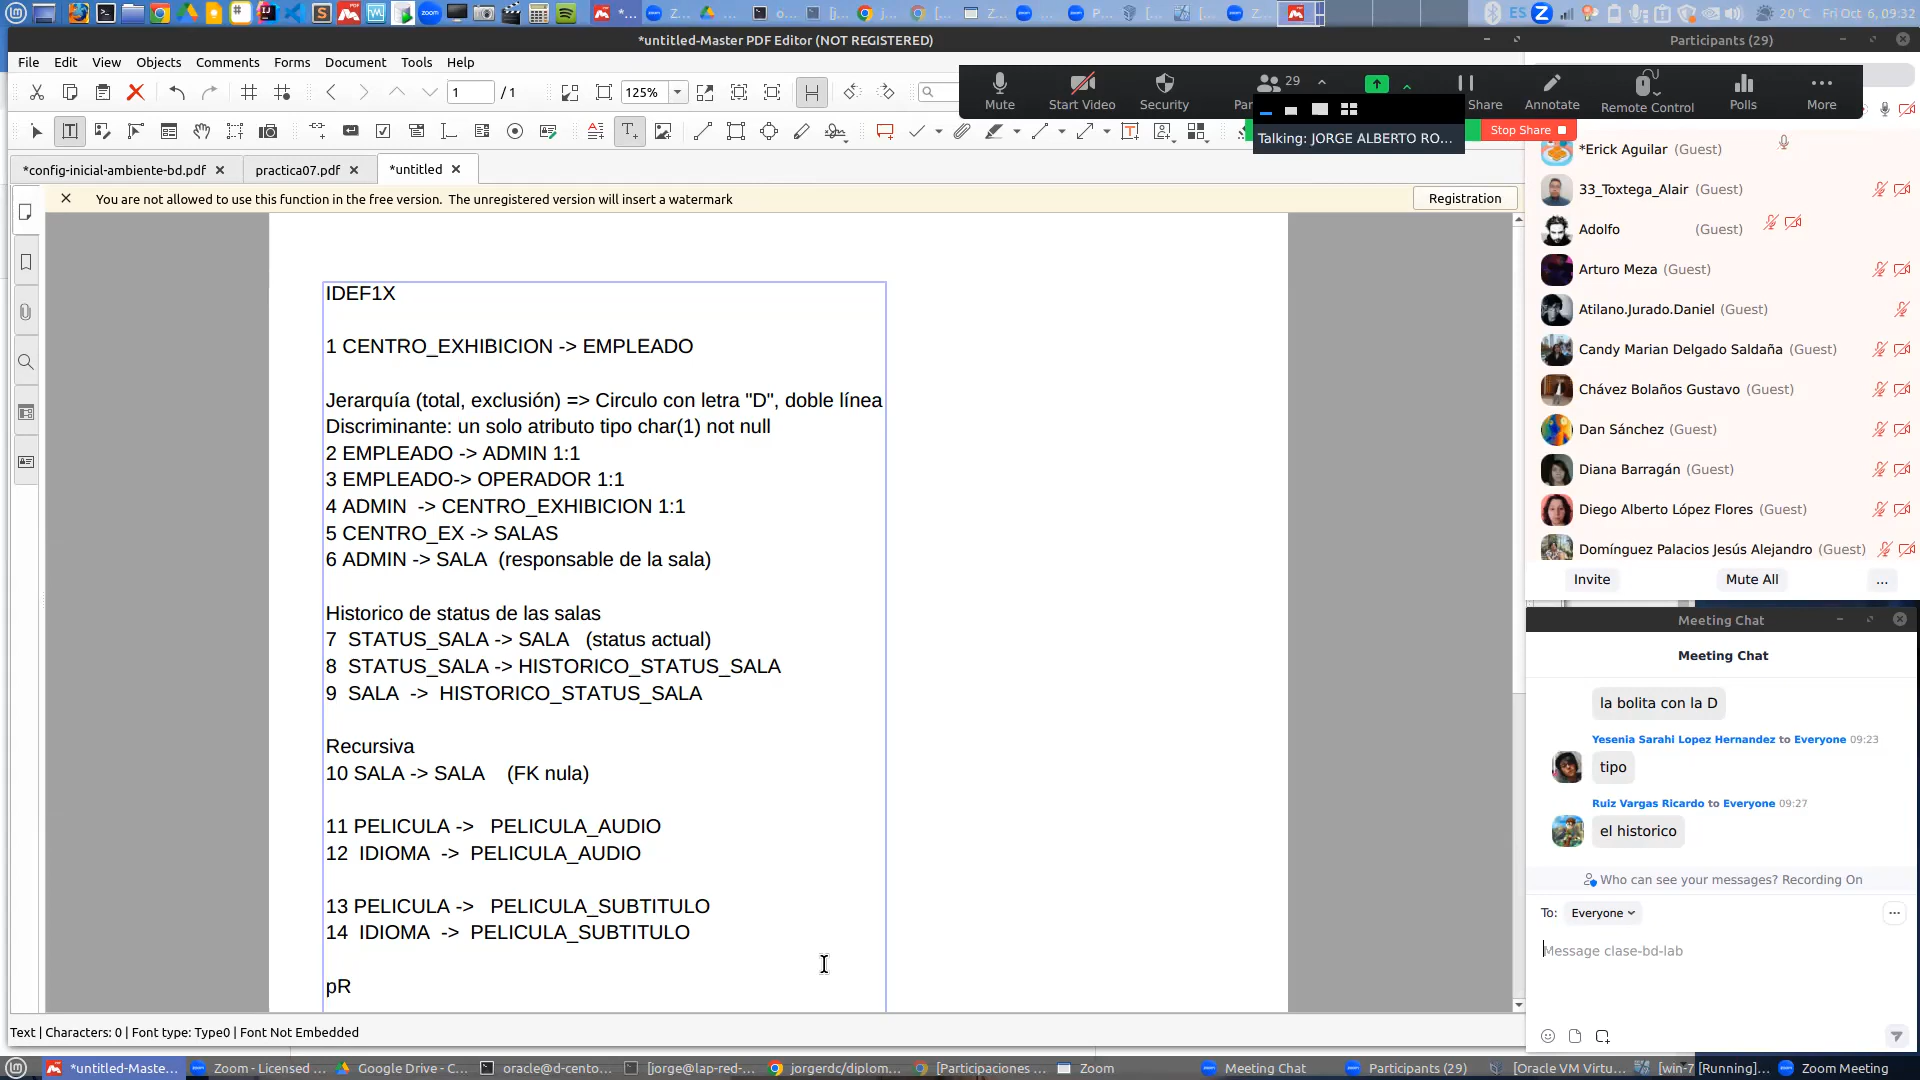 ES
20 °C
Fri Oct 6, 09:32
*untitled-Master PDF Editor (NOT REGISTERED)
Participants (29)
File Edit View Objects Comments Forms Document Tools Help
1 / 1
125%
Mute
Start Video
Security
29
Share
Annotate
Remote Control
Polls
More
Talking: JORGE ALBERTO RO...
Stop Share
*config-inicial-ambiente-bd.pdf
practica07.pdf
*untitled
You are not allowed to use this function in the free version. The unregistered version will insert a watermark
Registration
IDEF1X
1 CENTRO_EXHIBICION -> EMPLEADO
Jerarquía (total, exclusión) => Circulo con letra "D", doble línea
Discriminante: un solo atributo tipo char(1) not null
2 EMPLEADO -> ADMIN 1:1
3 EMPLEADO-> OPERADOR 1:1
4 ADMIN -> CENTRO_EXHIBICION 1:1
5 CENTRO_EX -> SALAS
6 ADMIN -> SALA (responsable de la sala)
Historico de status de las salas
7 STATUS_SALA -> SALA (status actual)
8 STATUS_SALA -> HISTORICO_STATUS_SALA
9 SALA -> HISTORICO_STATUS_SALA
Recursiva
10 SALA -> SALA (FK nula)
11 PELICULA -> PELICULA_AUDIO
12 IDIOMA -> PELICULA_AUDIO
13 PELICULA -> PELICULA_SUBTITULO
14 IDIOMA -> PELICULA_SUBTITULO
pR
Text | Characters: 0 | Font type: Type0 | Font Not Embedded
*Erick Aguilar (Guest)
33_Toxtega_Alair (Guest)
Adolfo (Guest)
Arturo Meza (Guest)
Atilano.Jurado.Daniel (Guest)
Candy Marian Delgado Saldaña (Guest)
Chávez Bolaños Gustavo (Guest)
Dan Sánchez (Guest)
Diana Barragán (Guest)
Diego Alberto López Flores (Guest)
Domínguez Palacios Jesús Alejandro (Guest)
Invite
Mute All
...
Meeting Chat
Meeting Chat
la bolita con la D
Yesenia Sarahi Lopez Hernandez to Everyone 09:23
tipo
Ruiz Vargas Ricardo to Everyone 09:27
el historico
Who can see your messages? Recording On
To: Everyone
Message clase-bd-lab
*untitled-Maste...
Zoom - Licensed ...
Google Drive - C...
oracle@d-cento...
[jorge@lap-red-...
jorgerdc/diplom...
[Participaciones ...
Zoom
Meeting Chat
Participants (29)
[Oracle VM Virtu...
[win-7 [Running]...
Zoom Meeting